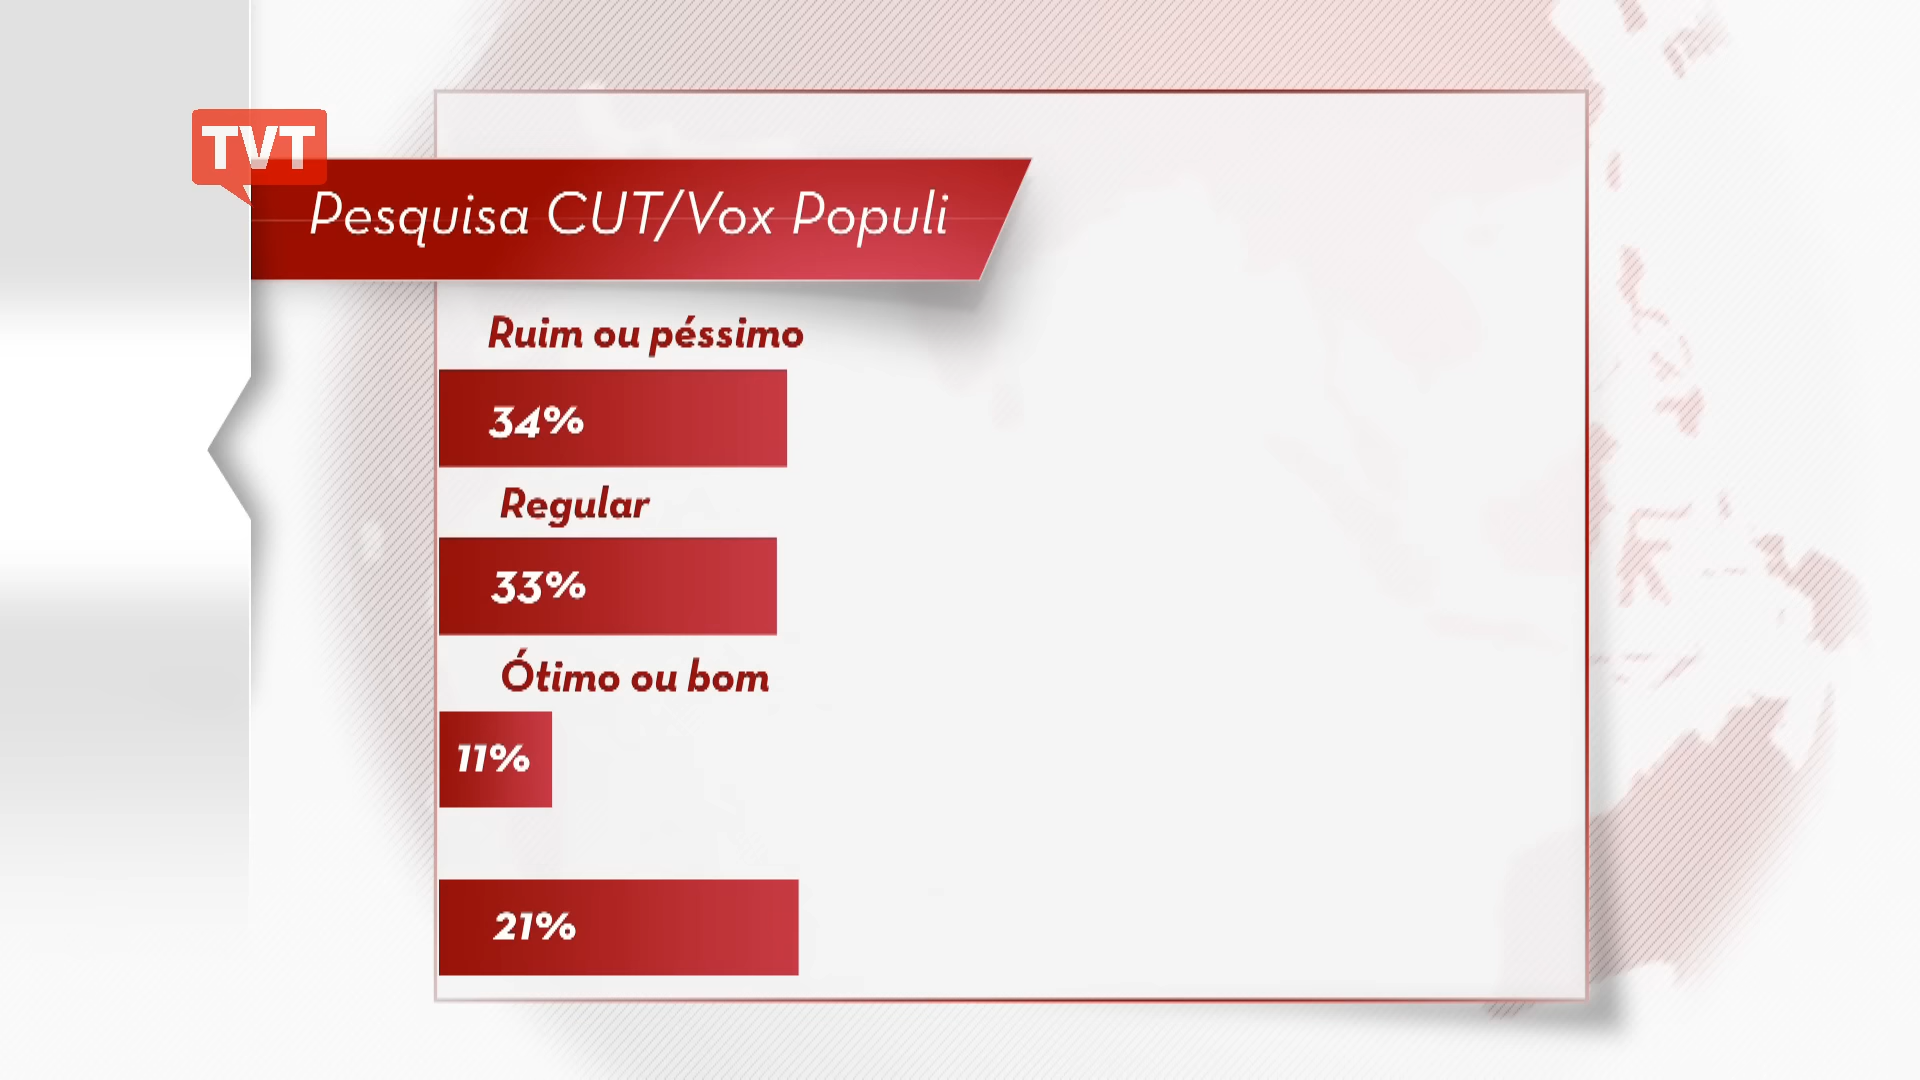 TVT
Pesquisa CUT/Vox Populi
Ruim ou péssimo
34%
Regular
33%
Ótimo ou bom
11%
21%